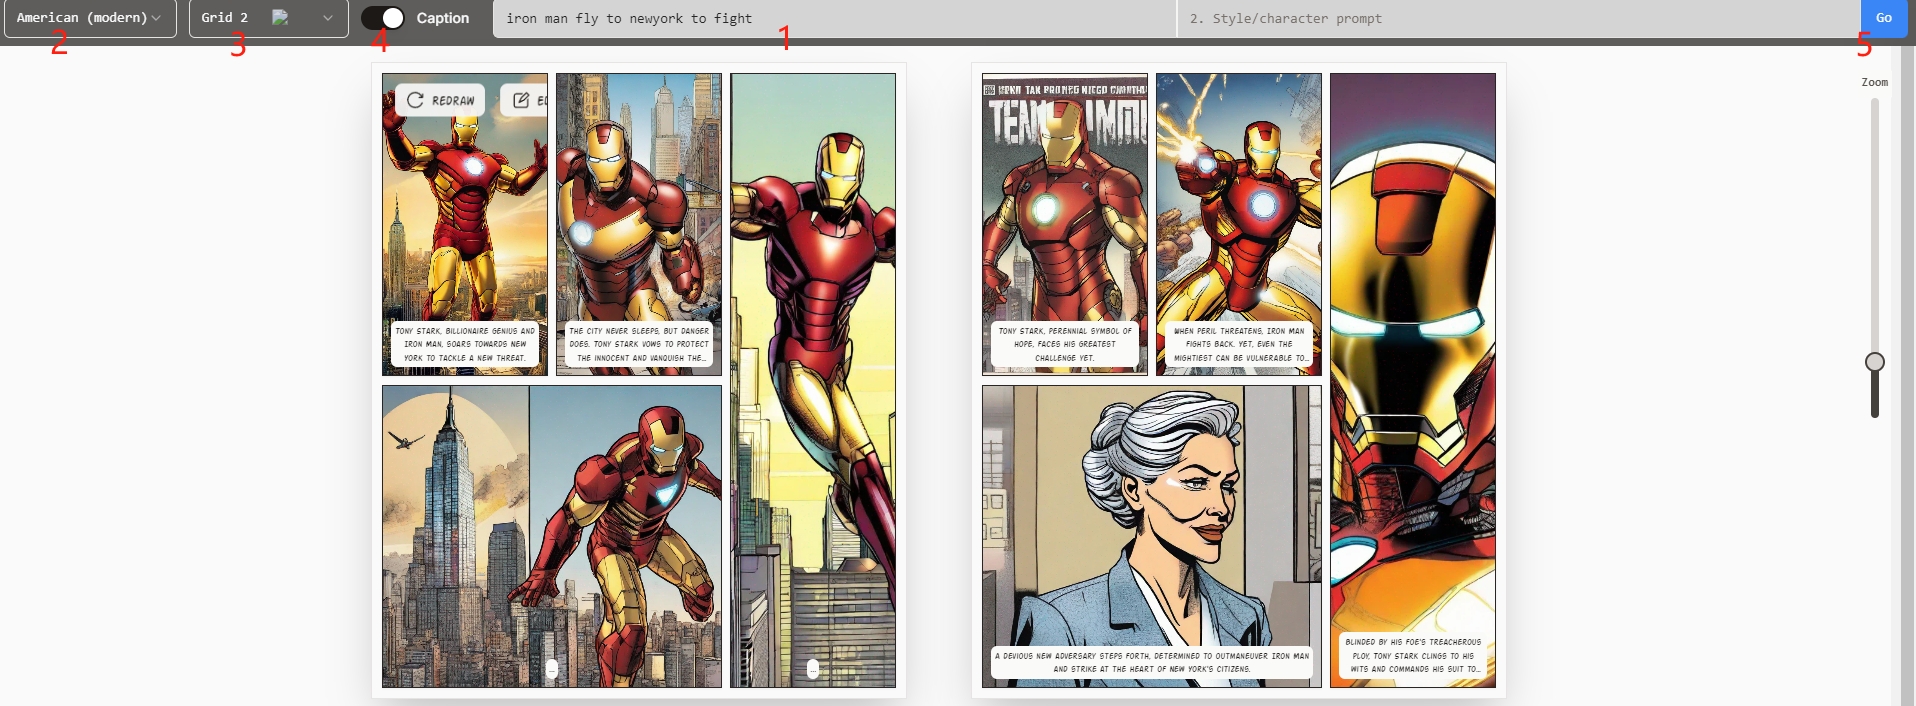 American (modern)
Grid 2
Caption
iron man fly to newyork to fight
2. Style/character prompt
Go
2
3
4
1
5
Zoom
REDRAW
TONY STARK, BILLIONAIRE GENIUS AND
IRON MAN, SOARS TOWARDS NEW
YORK TO TACKLE A NEW THREAT.
THE CITY NEVER SLEEPS, BUT DANGER
DOES. TONY STARK VOWS TO PROTECT
THE INNOCENT AND VANQUISH THE...
...
...
TONY STARK, PERENNIAL SYMBOL OF
HOPE, FACES HIS GREATEST
CHALLENGE YET.
WHEN PERIL THREATENS, IRON MAN
FIGHTS BACK. YET, EVEN THE
MIGHTIEST CAN BE VULNERABLE TO...
A DEVIOUS NEW ADVERSARY STEPS FORTH, DETERMINED TO OUTMANEUVER IRON MAN
AND STRIKE AT THE HEART OF NEW YORK'S CITIZENS.
BLINDED BY HIS FOE'S TREACHEROUS
PLOY, TONY STARK CLINGS TO HIS
WITS AND COMMANDS HIS SUIT TO...